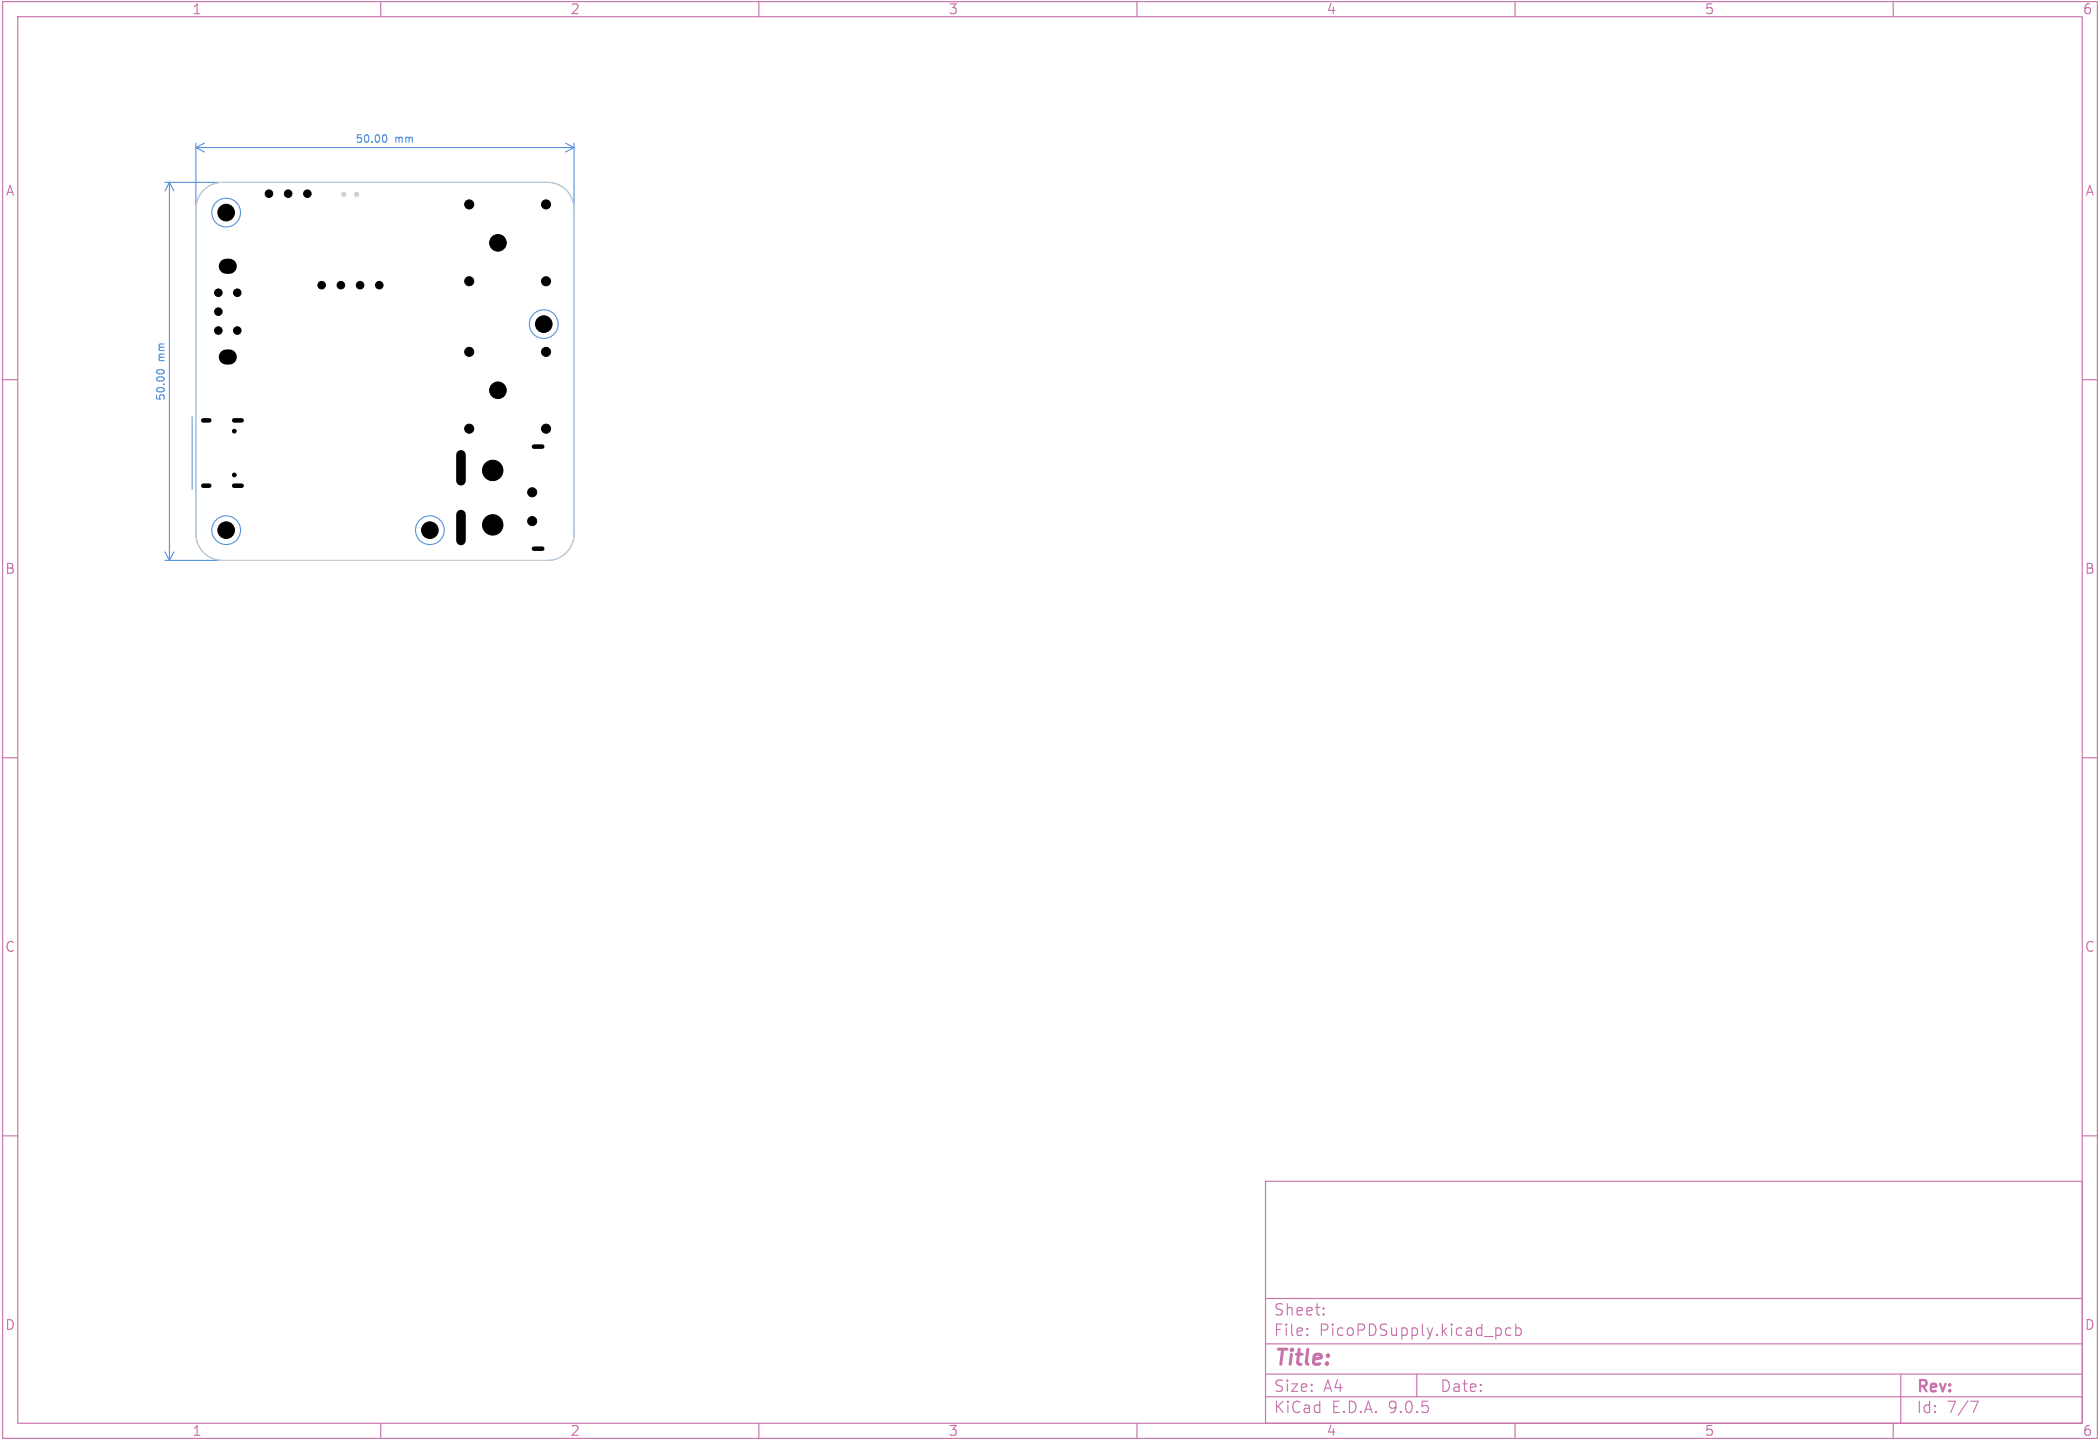 1 2 3 4 5 6
50.00 mm
A A
50.00 mm
B B
C C
Sheet:
D D
File: PicoPDSupply.kicad_pcb
Title:
Size: A4 Date: Rev:
KiCad E.D.A. 9.0.5 Id: 7/7
1 2 3 4 5 6